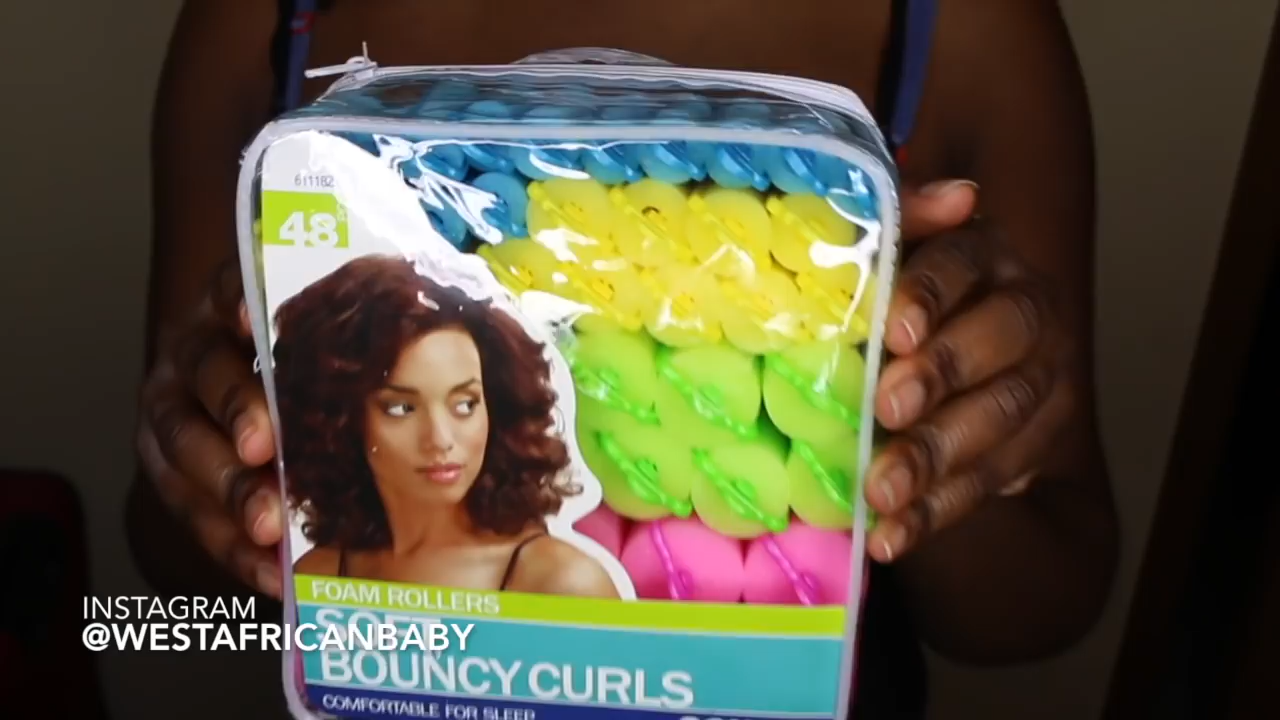 611182
48
FOAM ROLLERS
SOFT
BOUNCY CURLS
COMFORTABLE FOR SLEEP
INSTAGRAM
@WESTAFRICANBABY